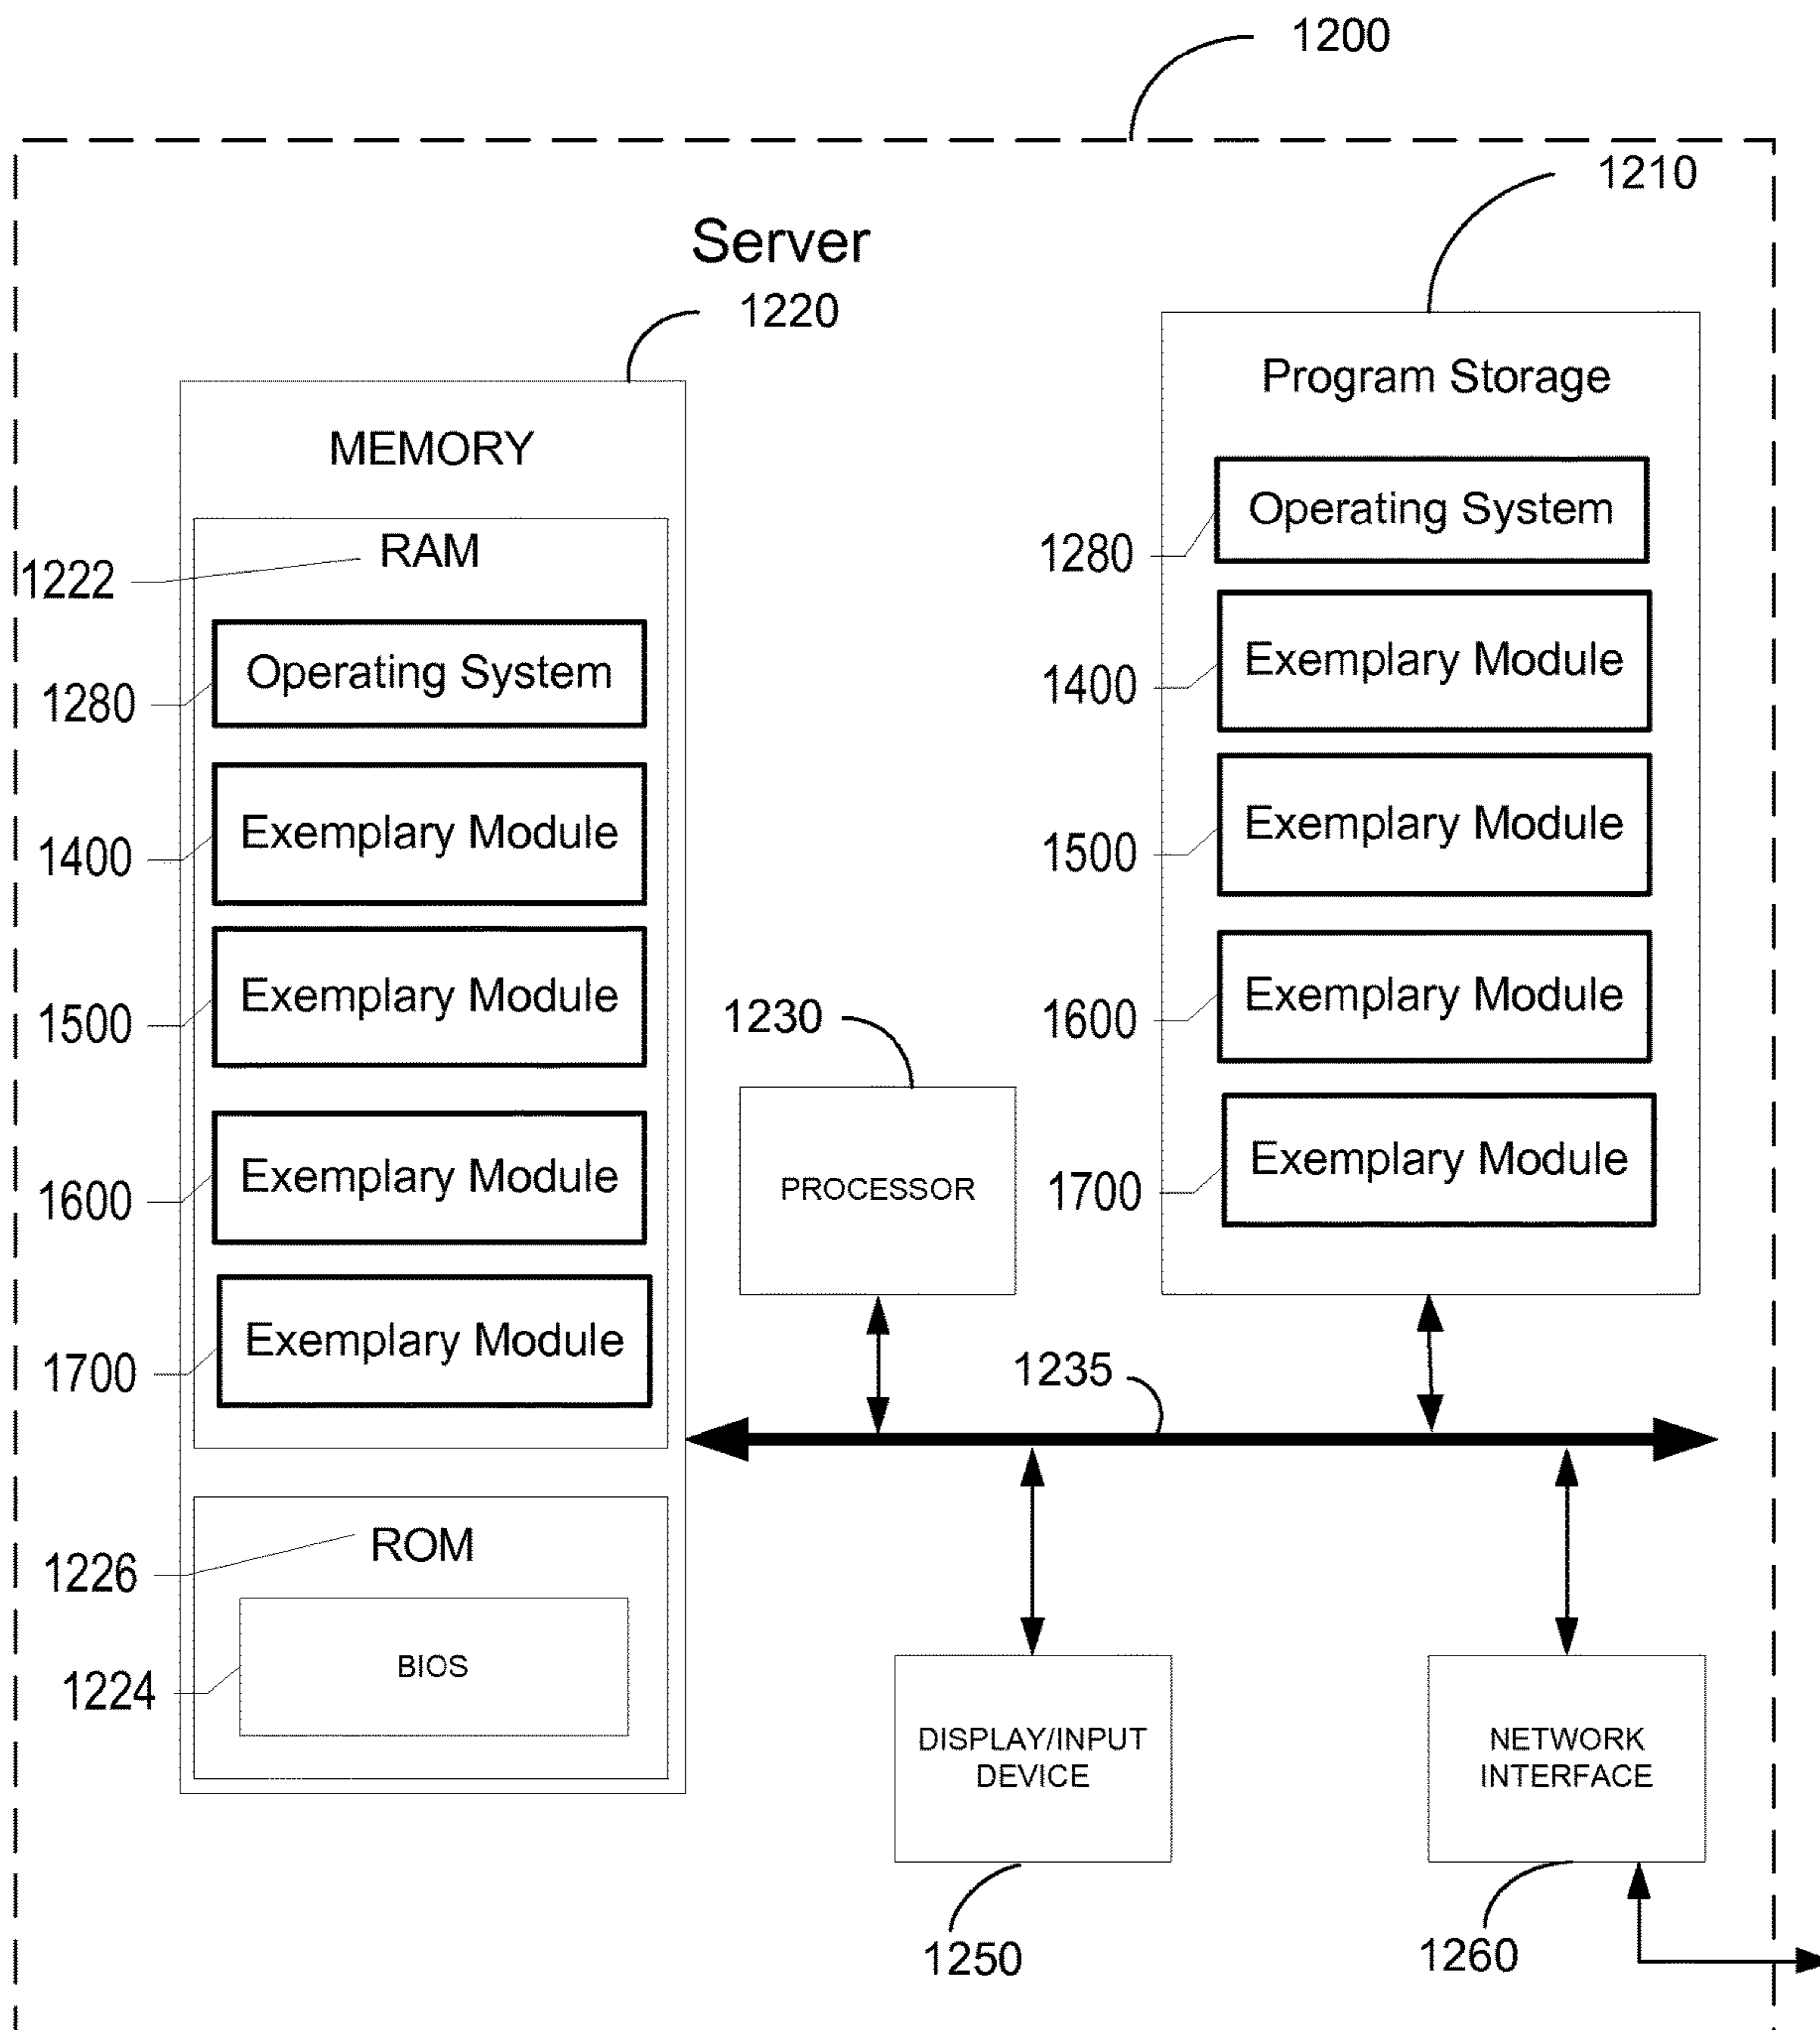 1200
1210
Server
1220
Program Storage
MEMORY
Operating System
RAM
1280
1222
Exemplary Module
Operating System
1400
1280
Exemplary Module
Exemplary Module
1500
1400
Exemplary Module
Exemplary Module
1500
1230
1600
Exemplary Module
Exemplary Module
PROCESSOR
1600
1700
Exemplary Module
1700
1235
ROM
1226
BIOS
1224
DISPLAY/INPUT
DEVICE
NETWORK
INTERFACE
1250
1260